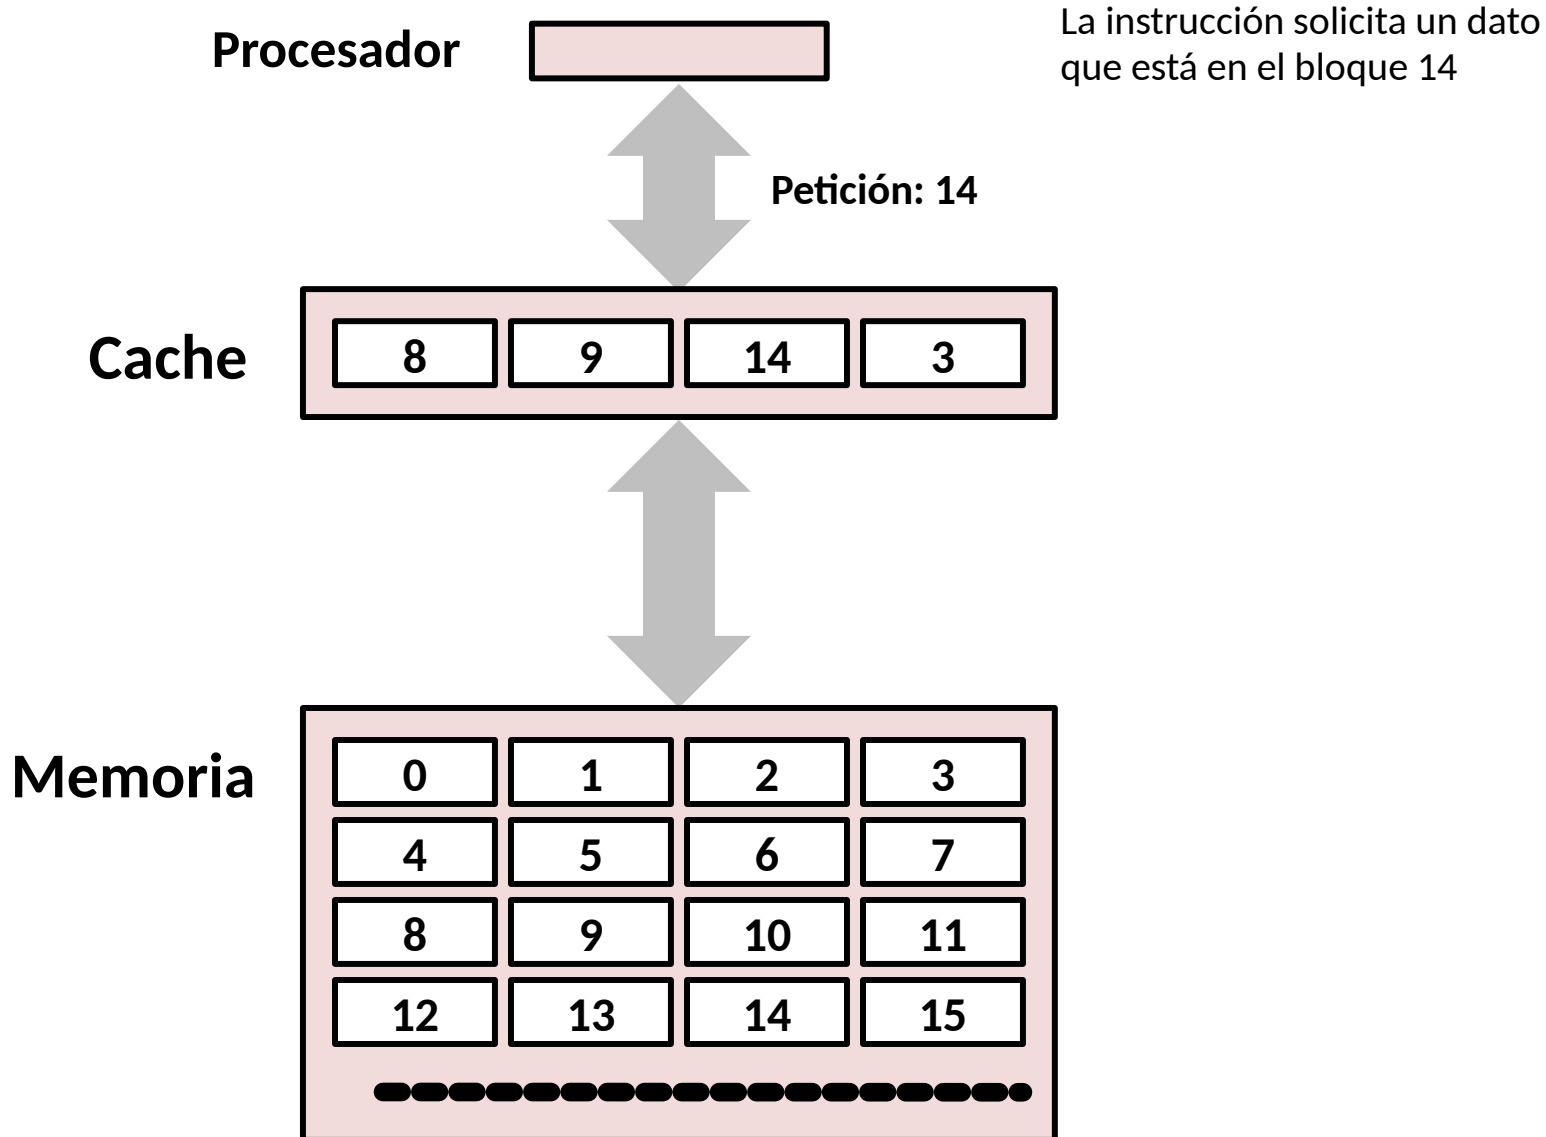 La instrucción solicita un dato
que está en el bloque 14
Procesador
Petición: 14
Cache
8 9 14 3
Memoria
0 1 2 3
4 5 6 7
8 9 10 11
12 13 14 15